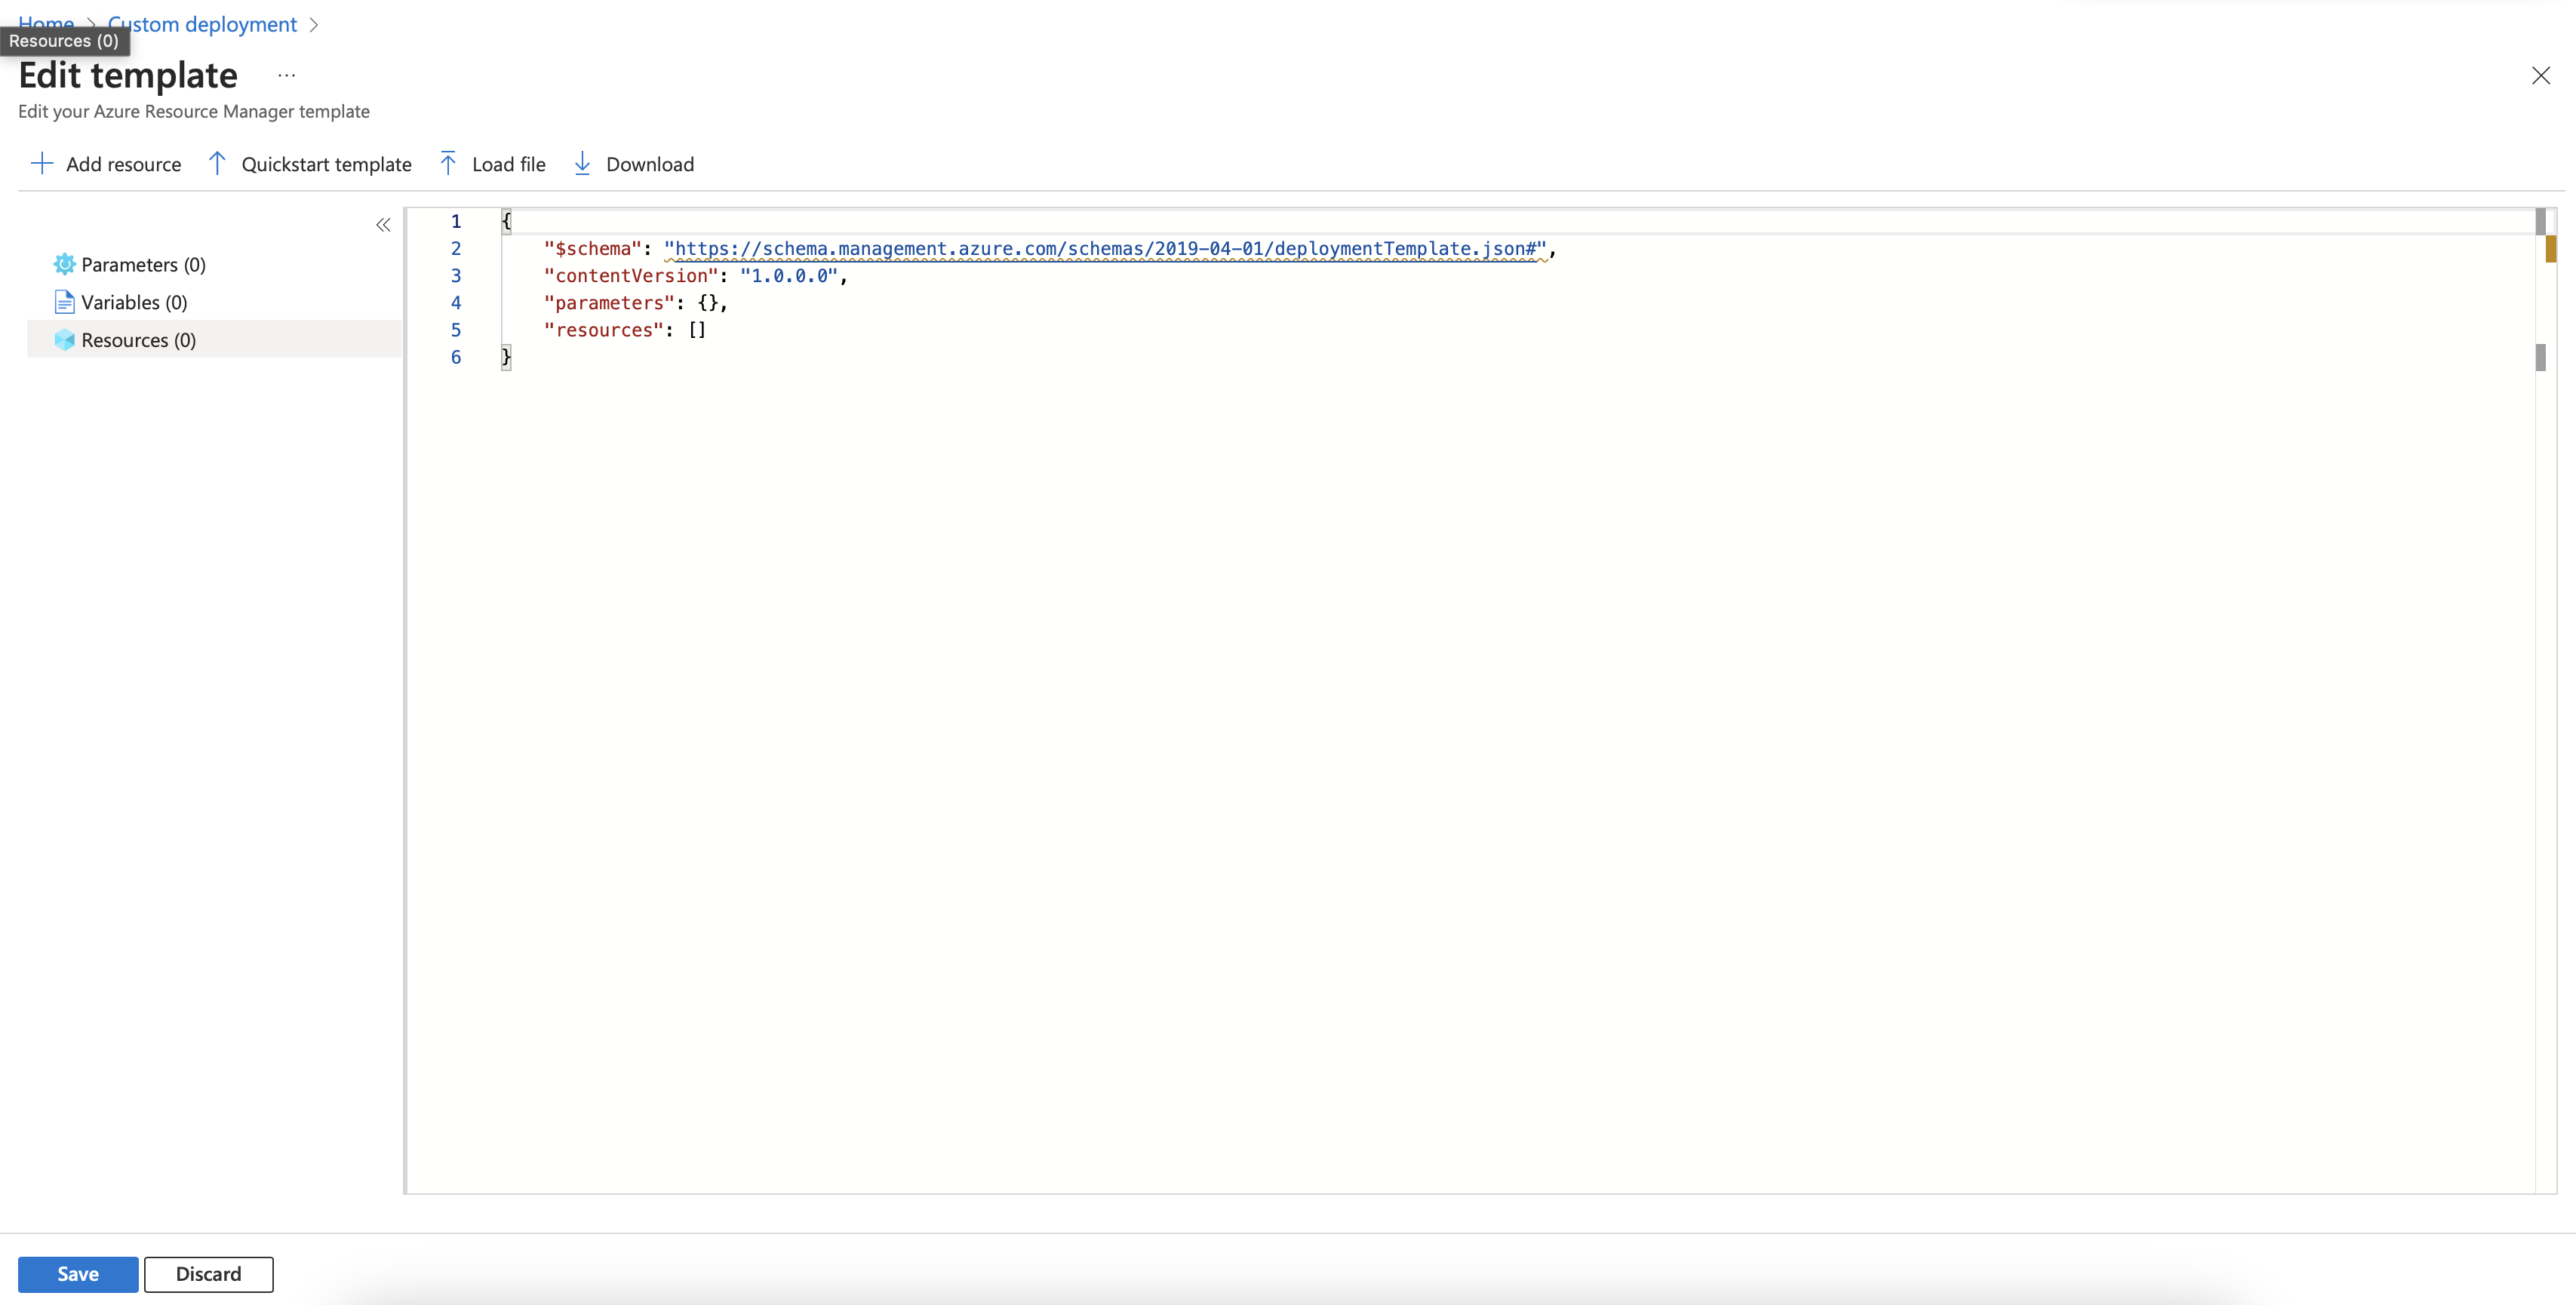 Home > Custom deployment >
Resources (0)
Edit template ...
Edit your Azure Resource Manager template
Add resource Quickstart template Load file Download
Parameters (0)
Variables (0)
Resources (0)
1 {
2 "$schema": "https://schema.management.azure.com/schemas/2019-04-01/deploymentTemplate.json#",
3 "contentVersion": "1.0.0.0",
4 "parameters": {},
5 "resources": []
6 }
Save Discard